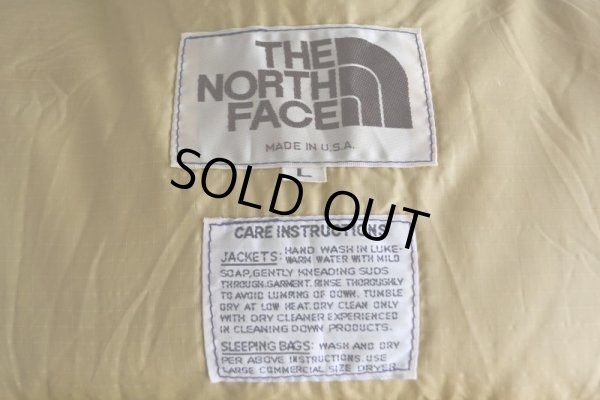 THE
NORTH
FACE
MADE IN U.S.A.
L
SOLD OUT
CARE INSTRUCTIONS
JACKETS: HAND WASH IN LUKE-
WARM WATER WITH MILD
SOAP, GENTLY KNEADING SUDS
THROUGH GARMENT. RINSE THOROUGHLY
TO AVOID LUMPING OF DOWN. TUMBLE
DRY AT LOW HEAT. DRY CLEAN ONLY
WITH DRY CLEANER EXPERIENCED
IN CLEANING DOWN PRODUCTS.
SLEEPING BAGS: WASH AND DRY
PER ABOVE INSTRUCTIONS. USE
LARGE COMMERCIAL SIZE DRYER.